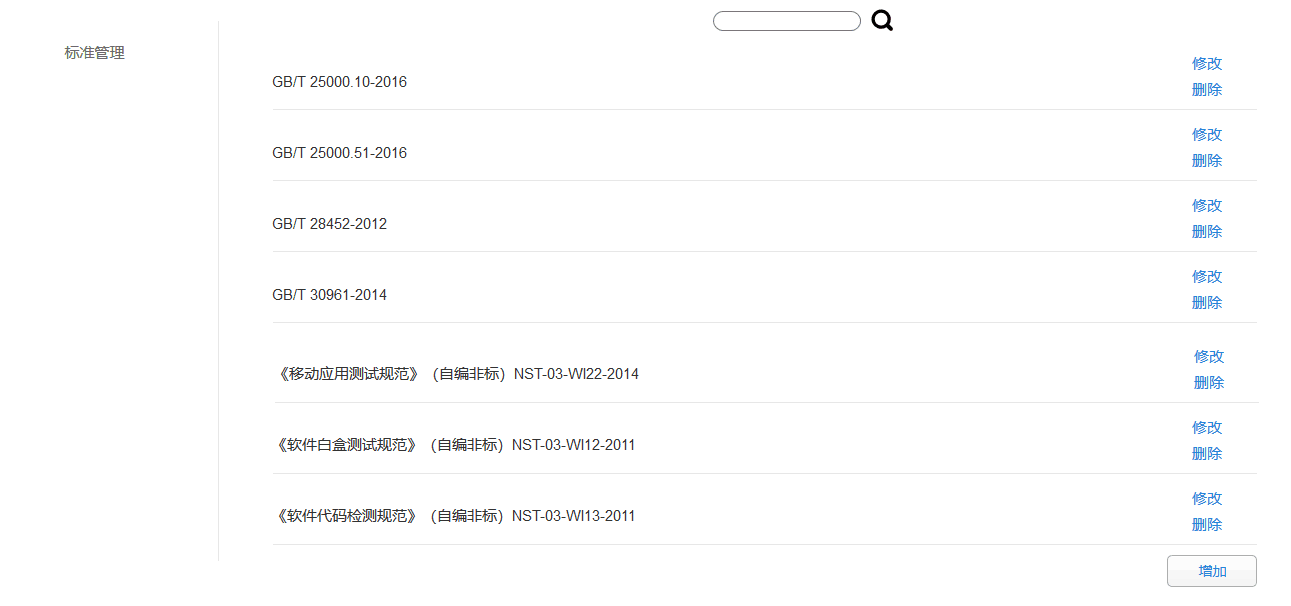 标准管理
修改
GB/T 25000.10-2016
删除
修改
GB/T 25000.51-2016
删除
修改
GB/T 28452-2012
删除
修改
GB/T 30961-2014
删除
修改
《移动应用测试规范》（自编非标）NST-03-WI22-2014
删除
修改
《软件白盒测试规范》（自编非标）NST-03-WI12-2011
删除
修改
《软件代码检测规范》（自编非标）NST-03-WI13-2011
删除
增加